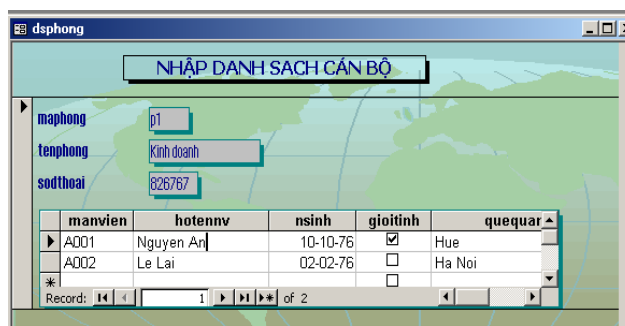 dsphong
NHẬP DANH SACH CÁN BỘ
maphong p1
tenphong Kinh doanh
sodthoai 826767
manvien hotennv nsinh gioitinh quequar
A001 Nguyen An 10-10-76 Hue
A002 Le Lai 02-02-76 Ha Noi
Record: 1 of 2